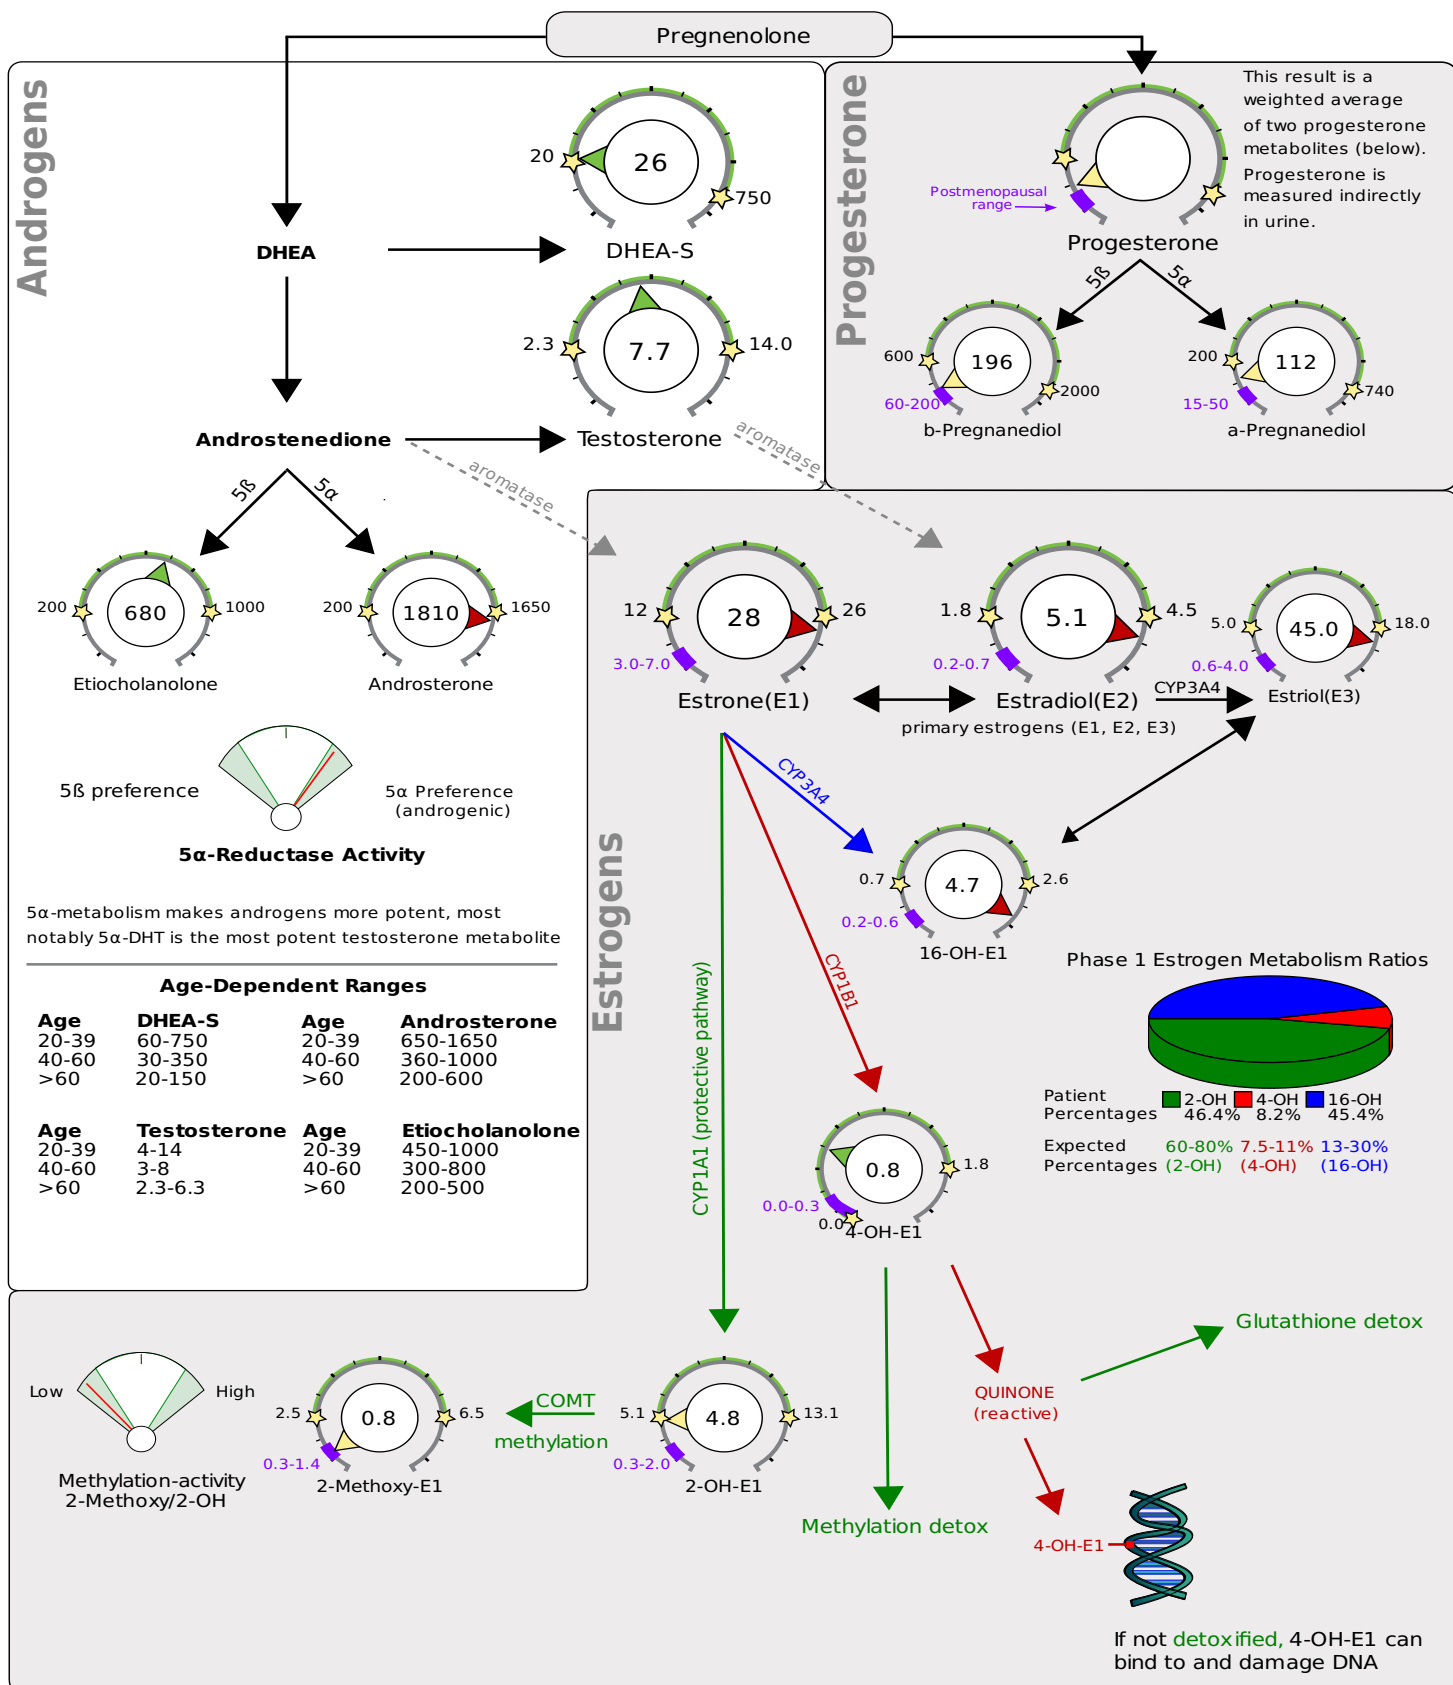 Pregnenolone
Androgens
20
26
750
DHEA-S
DHEA
2.3
7.7
14.0
Testosterone
Androstenedione
aromatase
aromatase
5ß
5α
200
680
1000
Etiocholanolone
200
1810
1650
Androsterone
5ß preference
5α Preference
(androgenic)
5α-Reductase Activity
5α-metabolism makes androgens more potent, most
notably 5α-DHT is the most potent testosterone metabolite
Age-Dependent Ranges
Age DHEA-S Age Androsterone
20-39 60-750 20-39 650-1650
40-60 30-350 40-60 360-1000
>60 20-150 >60 200-600
Age Testosterone Age Etiocholanolone
20-39 4-14 20-39 450-1000
40-60 3-8 40-60 300-800
>60 2.3-6.3 >60 200-500
Progesterone
This result is a
weighted average
of two progesterone
metabolites (below).
Progesterone is
measured indirectly
in urine.
Postmenopausal
range
Progesterone
5ß
5α
600
196
2000
60-200
b-Pregnanediol
200
112
740
15-50
a-Pregnanediol
Estrogens
12
28
26
3.0-7.0
Estrone(E1)
1.8
5.1
4.5
0.2-0.7
Estradiol(E2)
CYP3A4
5.0
45.0
18.0
0.6-4.0
Estriol(E3)
primary estrogens (E1, E2, E3)
CYP3A4
0.7
4.7
2.6
0.2-0.6
16-OH-E1
CYP1B1
CYP1A1 (protective pathway)
Phase 1 Estrogen Metabolism Ratios
Patient
Percentages
2-OH 4-OH 16-OH
46.4% 8.2% 45.4%
Expected
Percentages
60-80% 7.5-11% 13-30%
(2-OH) (4-OH) (16-OH)
0.8
1.8
0.0-0.3
0.0
4-OH-E1
Low
High
Methylation-activity
2-Methoxy/2-OH
2.5
0.8
6.5
0.3-1.4
2-Methoxy-E1
COMT
methylation
5.1
4.8
13.1
0.3-2.0
2-OH-E1
Methylation detox
Glutathione detox
QUINONE
(reactive)
4-OH-E1
If not detoxified, 4-OH-E1 can
bind to and damage DNA